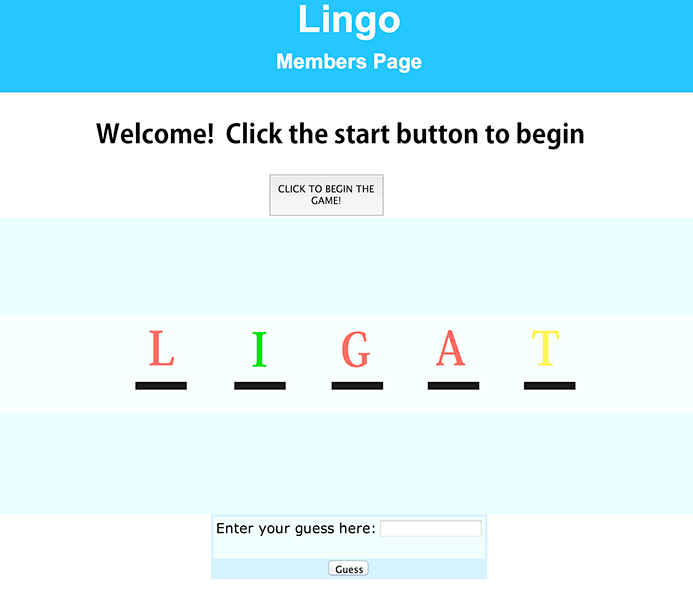 Lingo
Members Page
Welcome! Click the start button to begin
CLICK TO BEGIN THE
GAME!
L I G A T
Enter your guess here:
Guess